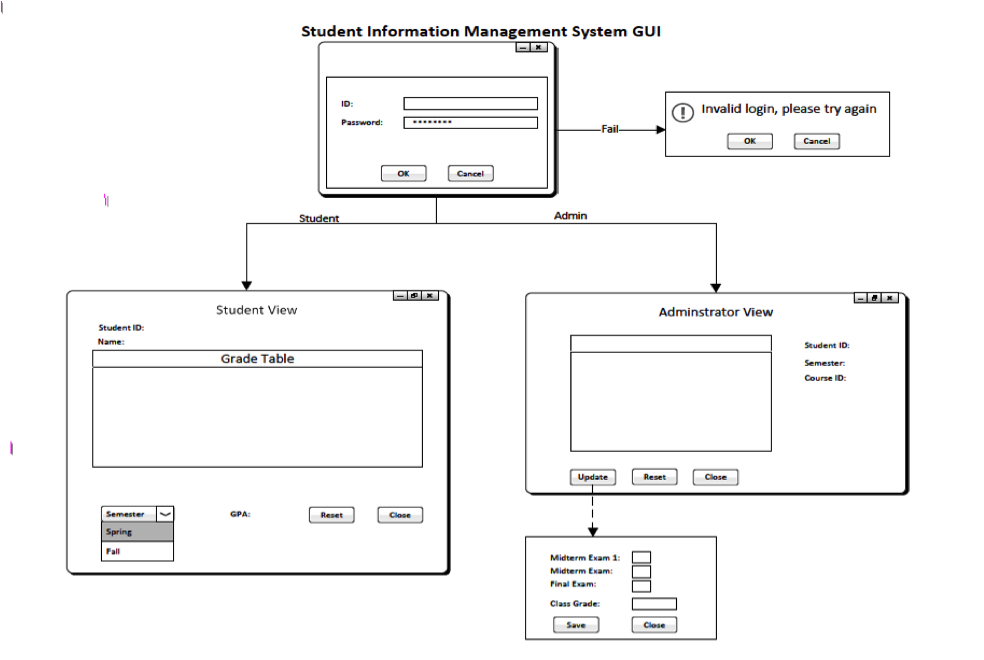 Student Information Management System GUI
ID:
Password: ********
OK Cancel
Fail
Invalid login, please try again
OK Cancel
Student
Admin
Student View
Student ID:
Name:
Grade Table
Semester
Spring
Fall
GPA:
Reset Close
Adminstrator View
Student ID:
Semester:
Course ID:
Update Reset Close
Midterm Exam 1:
Midterm Exam:
Final Exam:
Class Grade:
Save Close